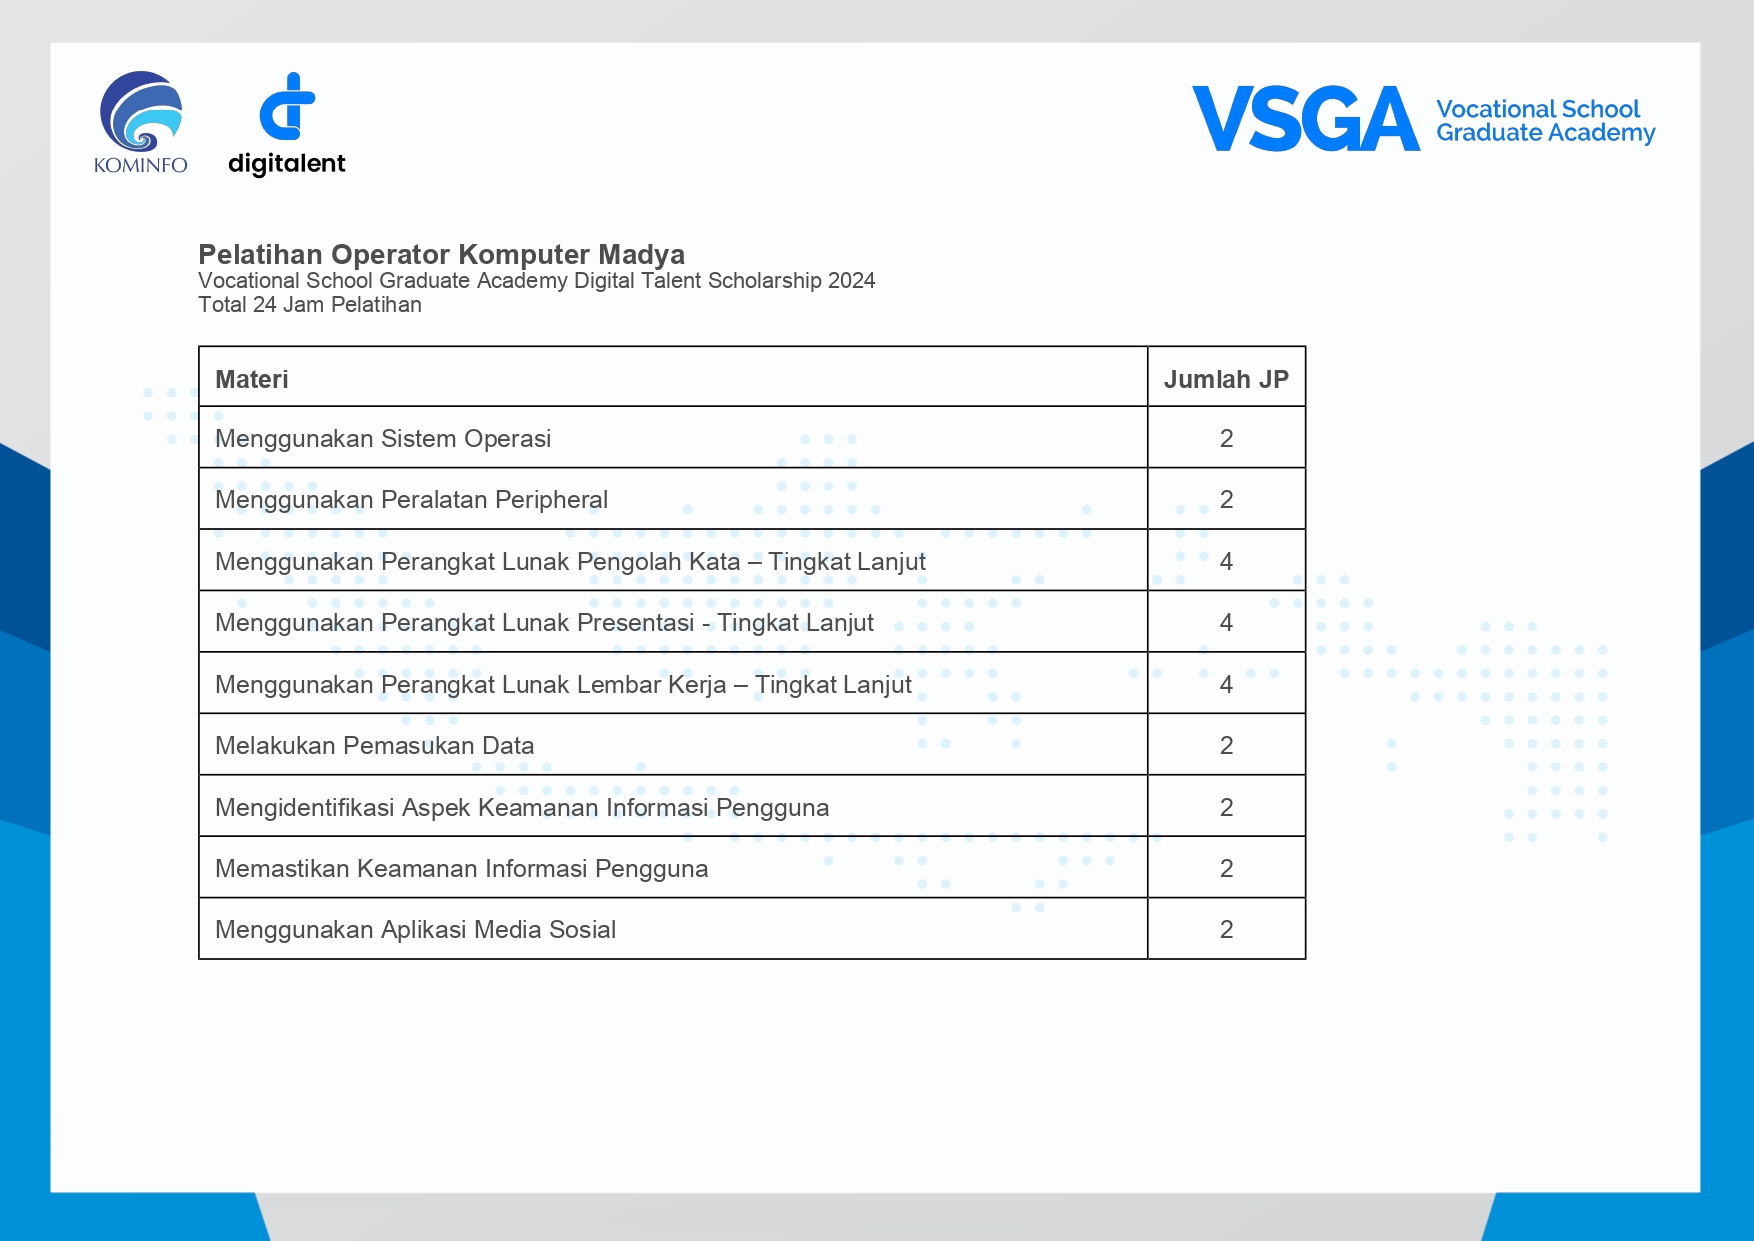 KOMINFO
digitalent
VSGA Vocational School
Graduate Academy
Pelatihan Operator Komputer Madya
Vocational School Graduate Academy Digital Talent Scholarship 2024
Total 24 Jam Pelatihan
Materi Jumlah JP
Menggunakan Sistem Operasi 2
Menggunakan Peralatan Peripheral 2
Menggunakan Perangkat Lunak Pengolah Kata – Tingkat Lanjut 4
Menggunakan Perangkat Lunak Presentasi - Tingkat Lanjut 4
Menggunakan Perangkat Lunak Lembar Kerja – Tingkat Lanjut 4
Melakukan Pemasukan Data 2
Mengidentifikasi Aspek Keamanan Informasi Pengguna 2
Memastikan Keamanan Informasi Pengguna 2
Menggunakan Aplikasi Media Sosial 2